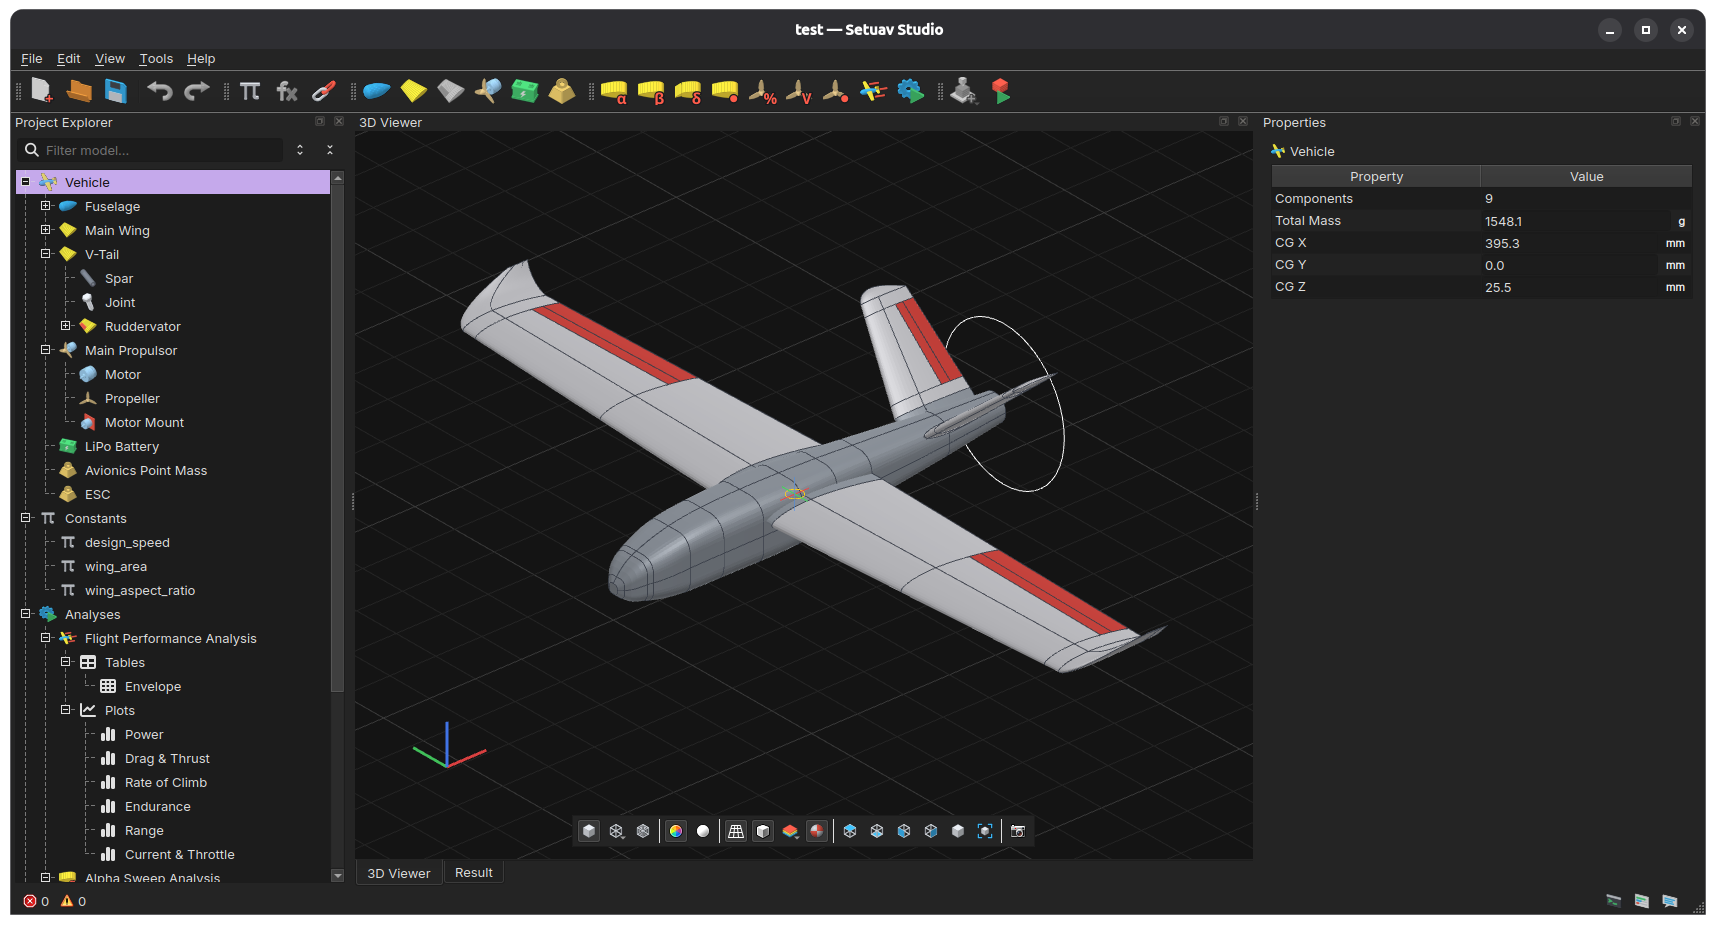 test — Setuav Studio
File Edit View Tools Help
Project Explorer
Filter model...
Vehicle
Fuselage
Main Wing
V-Tail
Spar
Joint
Ruddervator
Main Propulsor
Motor
Propeller
Motor Mount
LiPo Battery
Avionics Point Mass
ESC
Constants
design_speed
wing_area
wing_aspect_ratio
Analyses
Flight Performance Analysis
Tables
Envelope
Plots
Power
Drag & Thrust
Rate of Climb
Endurance
Range
Current & Throttle
Alpha Sweep Analysis
3D Viewer
3D Viewer Result
Properties
Vehicle
Property Value
Components 9
Total Mass 1548.1 g
CG X 395.3 mm
CG Y 0.0 mm
CG Z 25.5 mm
0 0